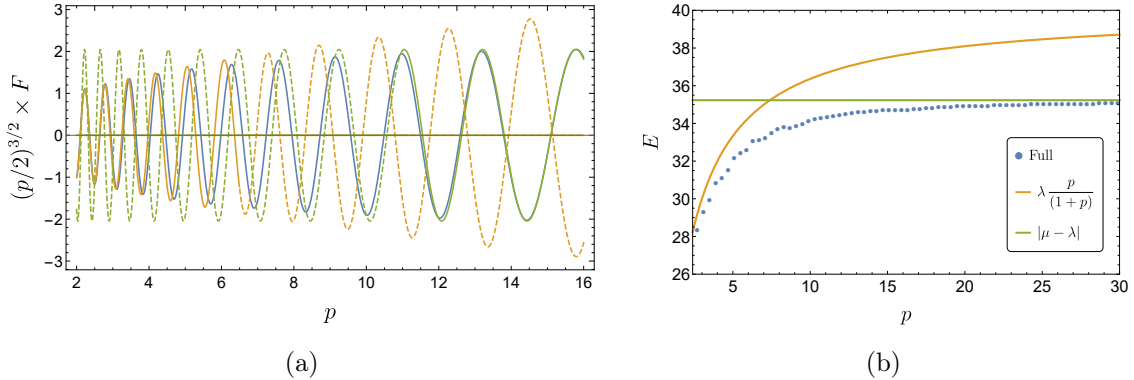 (p/2)^{3/2} × F
3
2
1
0
−1
−2
−3
2 4 6 8 10 12 14 16
p
(a)
E
40
38
36
34
32
30
28
26
5 10 15 20 25 30
p
Full
λ p/(1 + p)
|μ − λ|
(b)